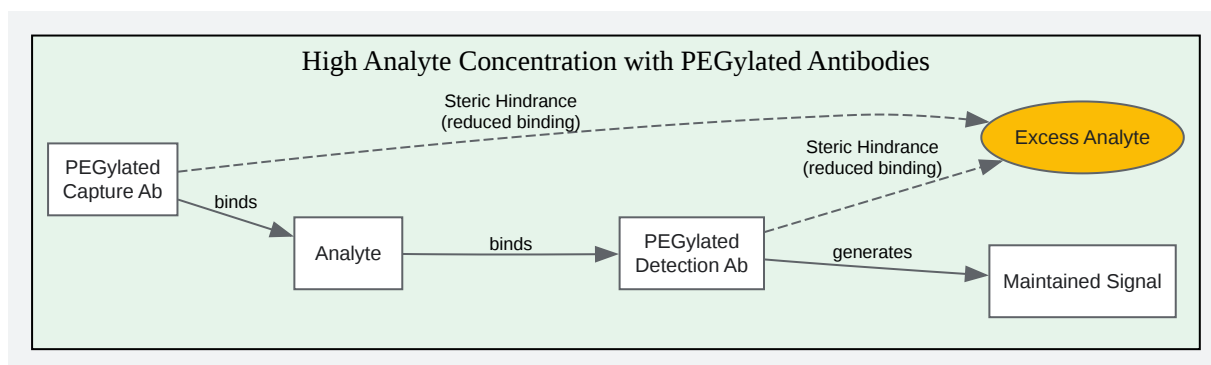 High Analyte Concentration with PEGylated Antibodies
Steric Hindrance
(reduced binding)
Excess Analyte
Steric Hindrance
(reduced binding)
PEGylated
Capture Ab
binds
Analyte
binds
PEGylated
Detection Ab
generates
Maintained Signal